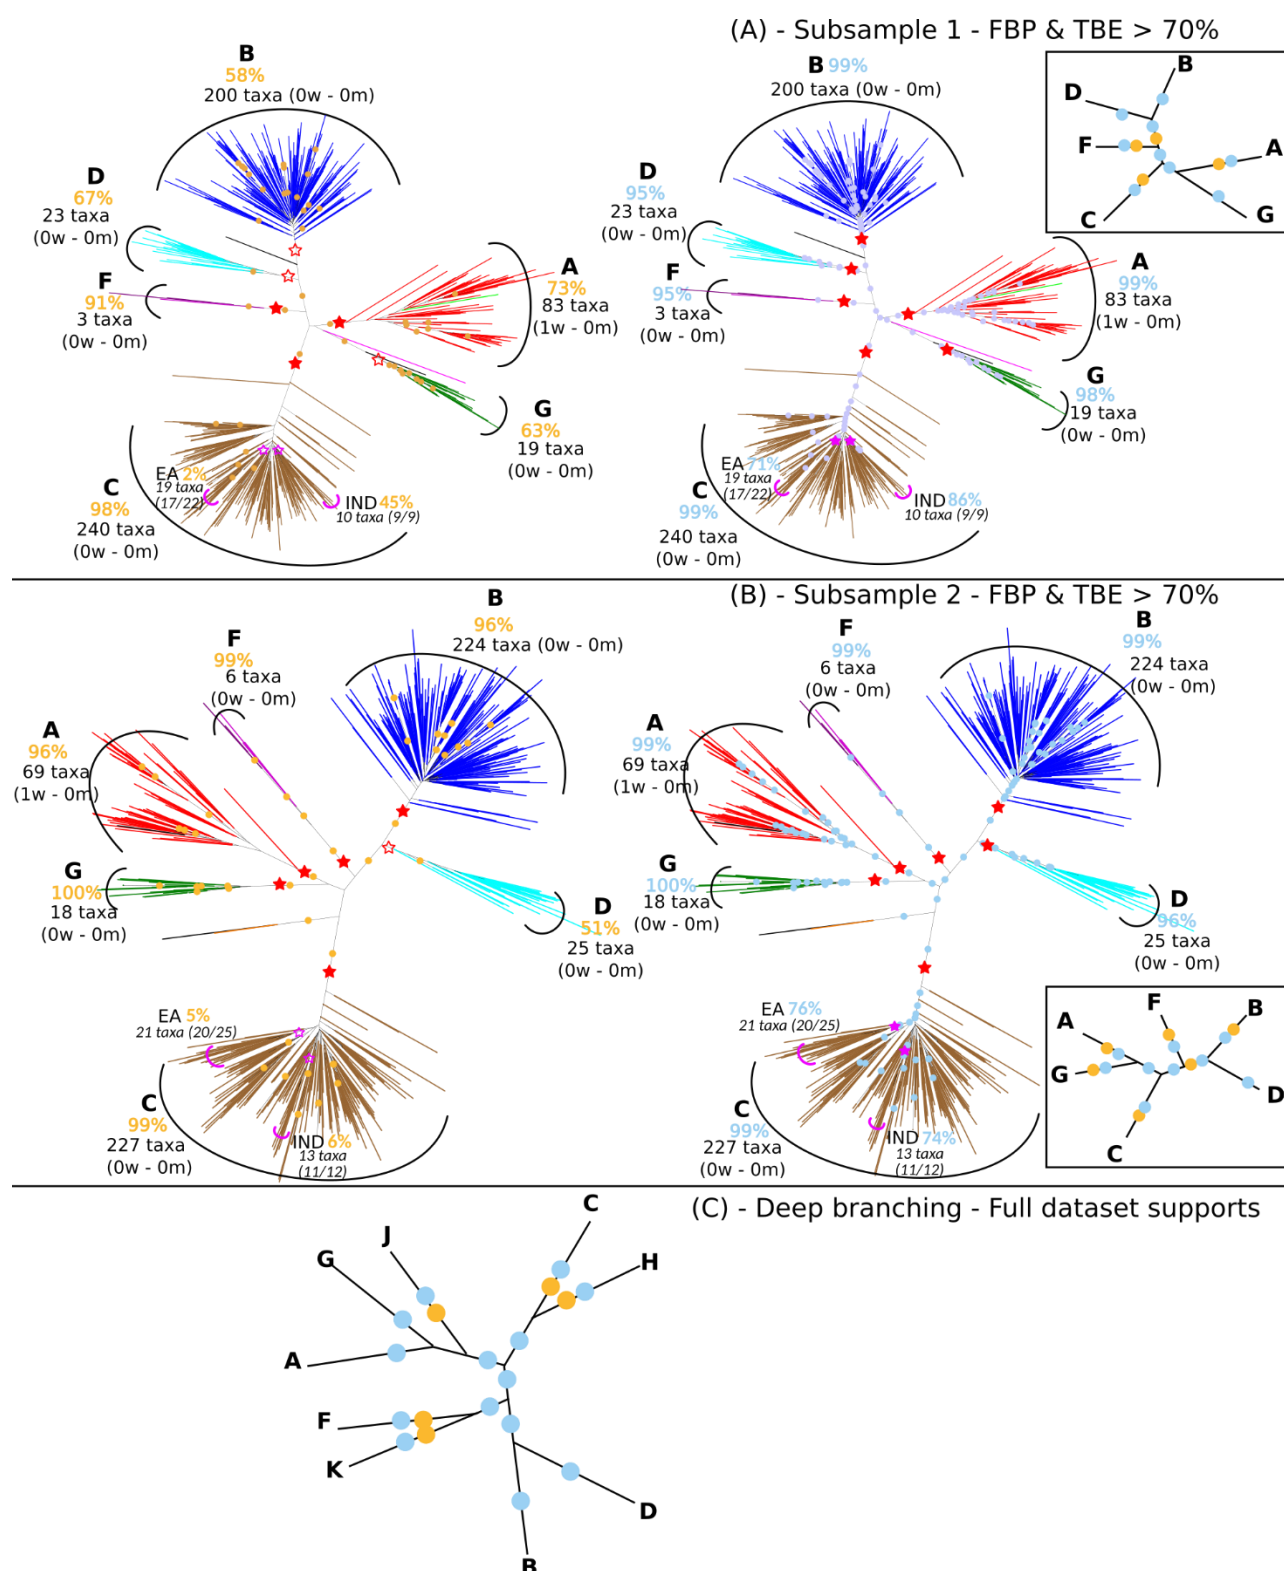 (A) - Subsample 1 - FBP & TBE > 70%
B
58%
200 taxa (0w - 0m)
D
67%
23 taxa
(0w - 0m)
F
91%
3 taxa
(0w - 0m)
A
73%
83 taxa
(1w - 0m)
G
63%
19 taxa
(0w - 0m)
EA 2%
19 taxa
(17/22)
IND 45%
10 taxa (9/9)
C
98%
240 taxa
(0w - 0m)
B 99%
200 taxa (0w - 0m)
D
95%
23 taxa
(0w - 0m)
F
95%
3 taxa
(0w - 0m)
A
99%
83 taxa
(1w - 0m)
G
98%
19 taxa
(0w - 0m)
EA 71%
19 taxa
(17/22)
IND 86%
10 taxa (9/9)
C
99%
240 taxa
(0w - 0m)
B
D
F
A
C
G
(B) - Subsample 2 - FBP & TBE > 70%
B
96%
224 taxa (0w - 0m)
F
99%
6 taxa
(0w - 0m)
A
96%
69 taxa
(1w - 0m)
G
100%
18 taxa
(0w - 0m)
D
51%
25 taxa
(0w - 0m)
EA 5%
21 taxa (20/25)
C
99%
227 taxa
(0w - 0m)
IND 6%
13 taxa
(11/12)
B
99%
224 taxa
(0w - 0m)
F
99%
6 taxa
(0w - 0m)
A
99%
69 taxa
(1w - 0m)
G
100%
18 taxa
(0w - 0m)
D
96%
25 taxa
(0w - 0m)
EA 76%
21 taxa (20/25)
C
99%
227 taxa
(0w - 0m)
IND 74%
13 taxa
(11/12)
F
B
A
G
D
C
(C) - Deep branching - Full dataset supports
C
J
G
H
A
F
K
D
B